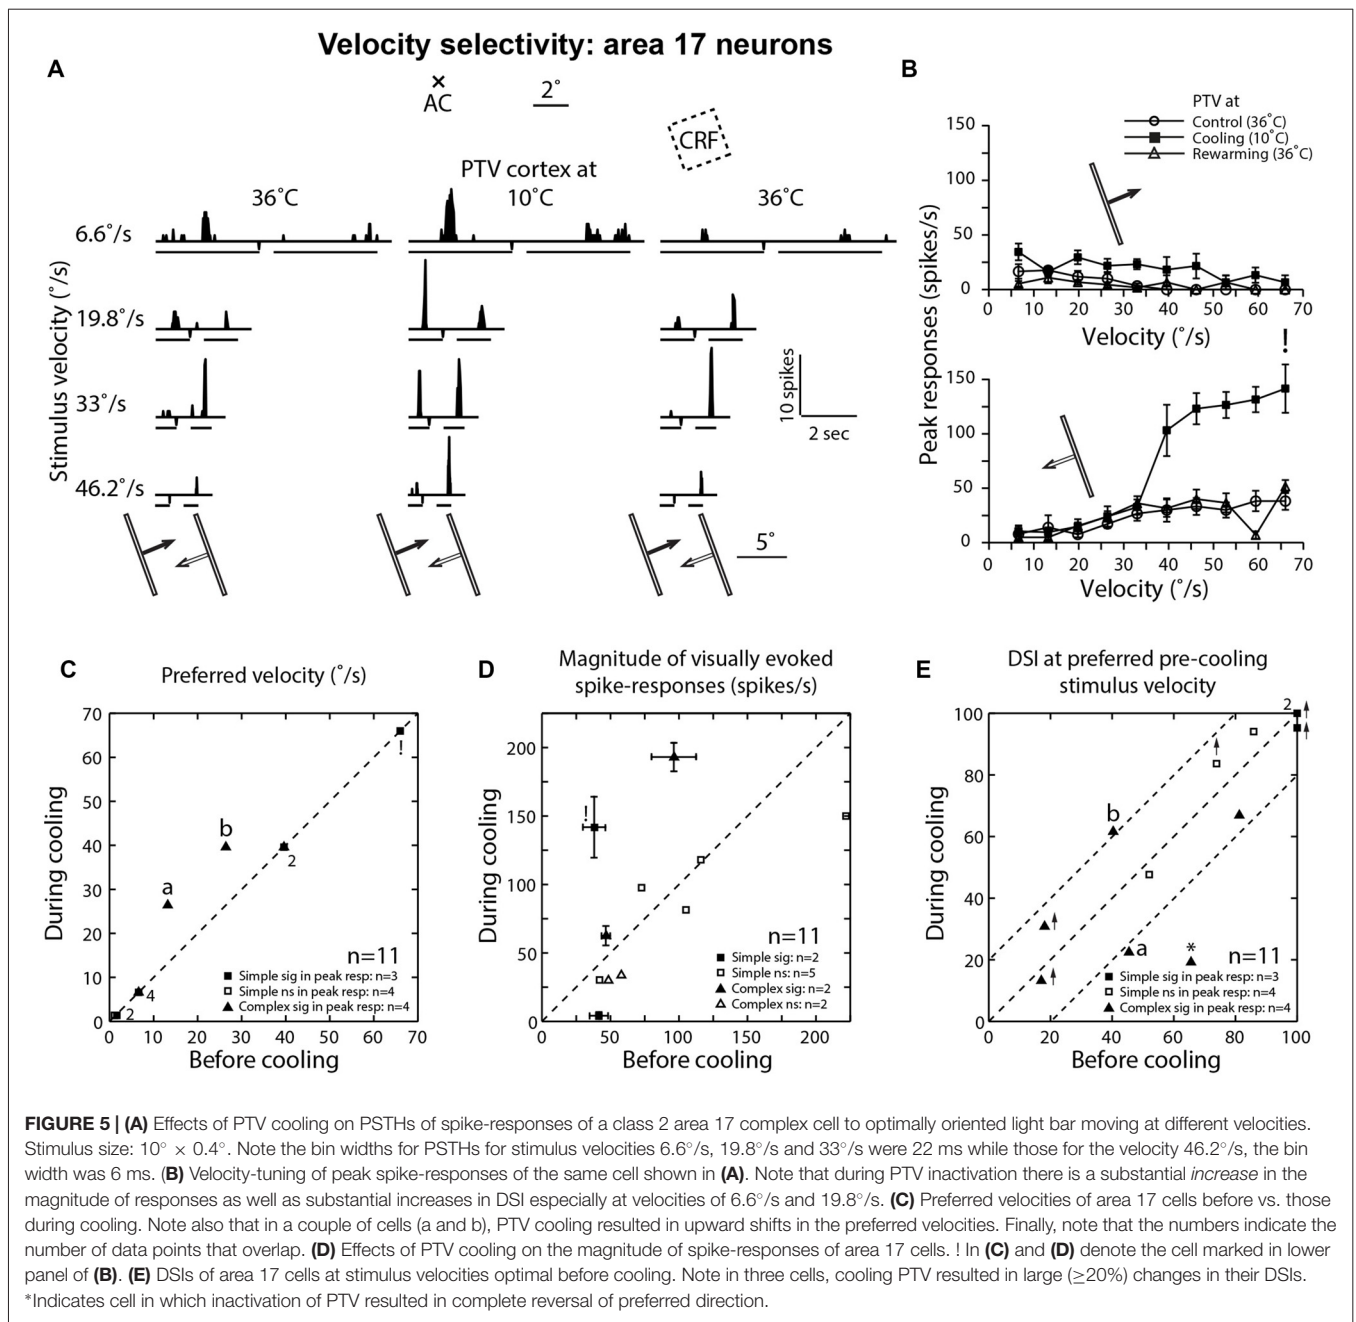 Velocity selectivity: area 17 neurons
A
×
AC
2°
CRF
PTV cortex at
36°C
10°C
36°C
Stimulus velocity (°/s)
6.6°/s
19.8°/s
33°/s
46.2°/s
10 spikes
2 sec
5°
B
PTV at
Control (36°C)
Cooling (10°C)
Rewarming (36°C)
Peak responses (spikes/s)
150
100
50
0
0 10 20 30 40 50 60 70
Velocity (°/s)
!
150
100
50
0
0 10 20 30 40 50 60 70
Velocity (°/s)
C
Preferred velocity (°/s)
During cooling
70
60
50
40
30
20
10
0
!
b
2
a
4
2
n=11
Simple sig in peak resp: n=3
Simple ns in peak resp: n=4
Complex sig in peak resp: n=4
0 10 20 30 40 50 60 70
Before cooling
D
Magnitude of visually evoked
spike-responses (spikes/s)
During cooling
200
150
100
50
0
!
n=11
Simple sig: n=2
Simple ns: n=5
Complex sig: n=2
Complex ns: n=2
0 50 100 150 200
Before cooling
E
DSI at preferred pre-cooling
stimulus velocity
During cooling
100
80
60
40
20
0
2
b
a
*
n=11
Simple sig in peak resp: n=3
Simple ns in peak resp: n=4
Complex sig in peak resp: n=4
0 20 40 60 80 100
Before cooling
FIGURE 5 | (A) Effects of PTV cooling on PSTHs of spike-responses of a class 2 area 17 complex cell to optimally oriented light bar moving at different velocities.
Stimulus size: 10° × 0.4°. Note the bin widths for PSTHs for stimulus velocities 6.6°/s, 19.8°/s and 33°/s were 22 ms while those for the velocity 46.2°/s, the bin
width was 6 ms. (B) Velocity-tuning of peak spike-responses of the same cell shown in (A). Note that during PTV inactivation there is a substantial increase in the
magnitude of responses as well as substantial increases in DSI especially at velocities of 6.6°/s and 19.8°/s. (C) Preferred velocities of area 17 cells before vs. those
during cooling. Note also that in a couple of cells (a and b), PTV cooling resulted in upward shifts in the preferred velocities. Finally, note that the numbers indicate the
number of data points that overlap. (D) Effects of PTV cooling on the magnitude of spike-responses of area 17 cells. ! In (C) and (D) denote the cell marked in lower
panel of (B). (E) DSIs of area 17 cells at stimulus velocities optimal before cooling. Note in three cells, cooling PTV resulted in large (≥20%) changes in their DSIs.
*Indicates cell in which inactivation of PTV resulted in complete reversal of preferred direction.